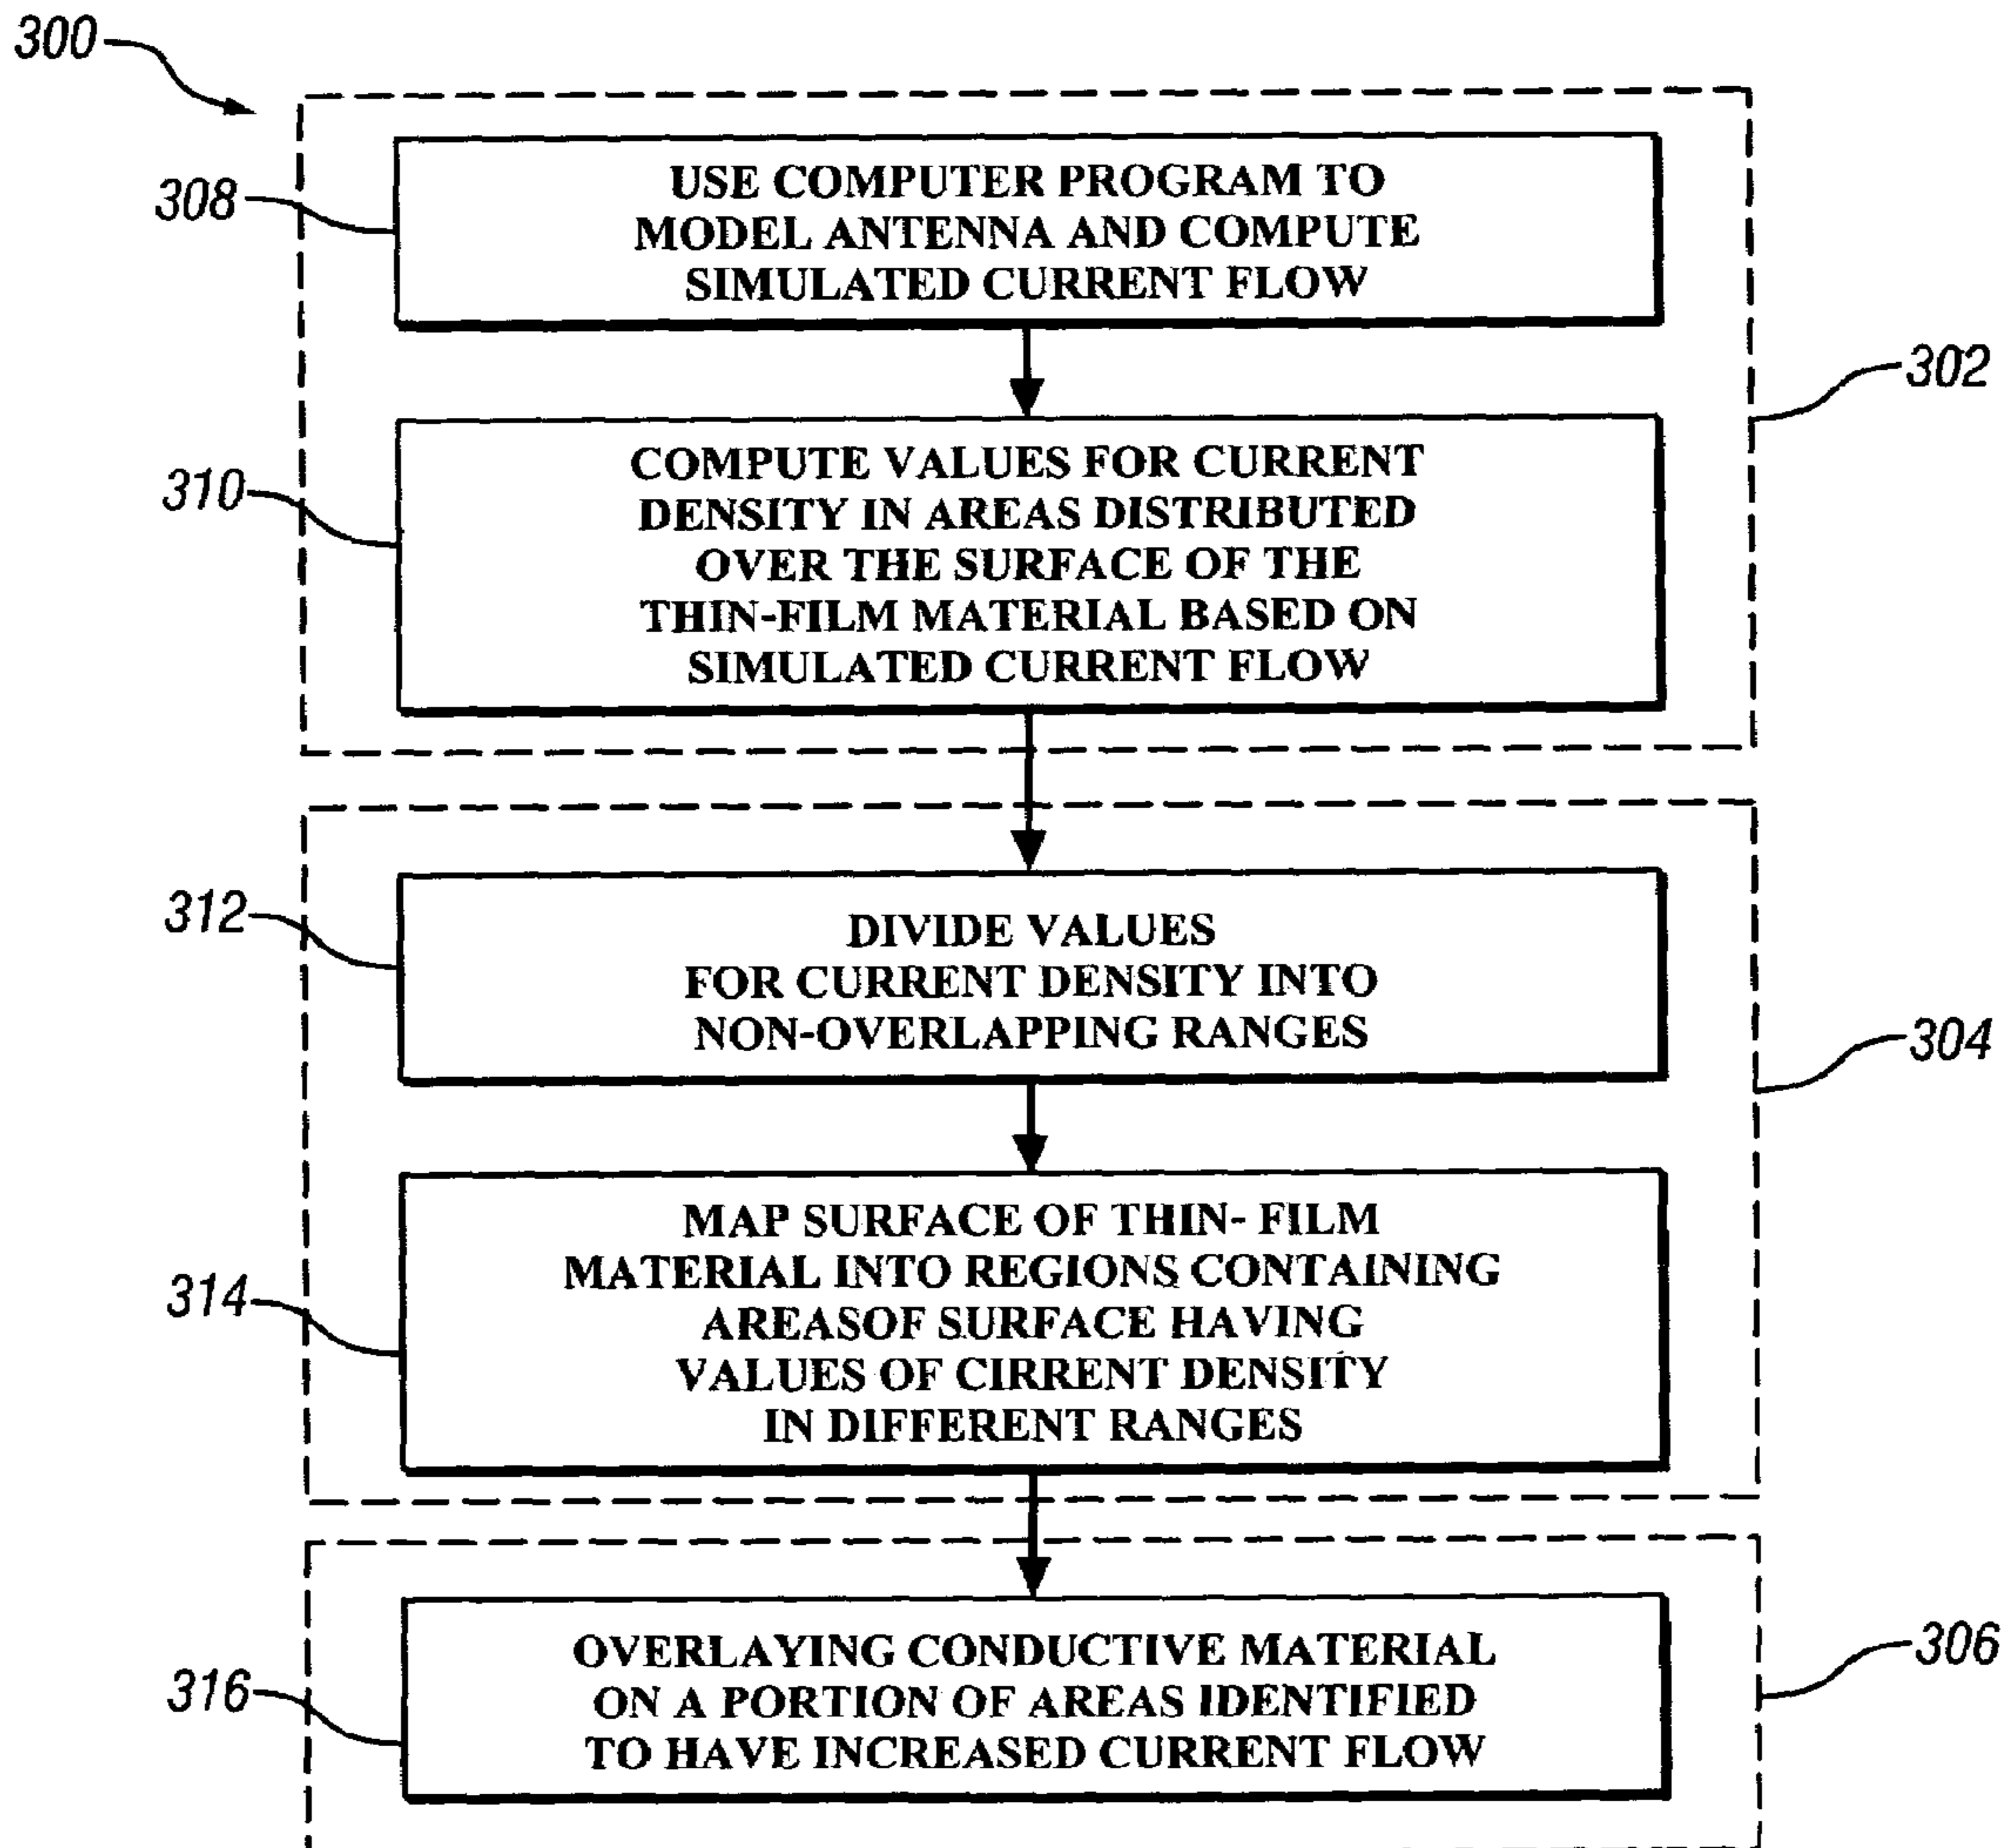 300
308
USE COMPUTER PROGRAM TO
MODEL ANTENNA AND COMPUTE
SIMULATED CURRENT FLOW
302
310
COMPUTE VALUES FOR CURRENT
DENSITY IN AREAS DISTRIBUTED
OVER THE SURFACE OF THE
THIN-FILM MATERIAL BASED ON
SIMULATED CURRENT FLOW
312
DIVIDE VALUES
FOR CURRENT DENSITY INTO
NON-OVERLAPPING RANGES
304
314
MAP SURFACE OF THIN- FILM
MATERIAL INTO REGIONS CONTAINING
AREASOF SURFACE HAVING
VALUES OF CIRRENT DENSITY
IN DIFFERENT RANGES
316
OVERLAYING CONDUCTIVE MATERIAL
ON A PORTION OF AREAS IDENTIFIED
TO HAVE INCREASED CURRENT FLOW
306